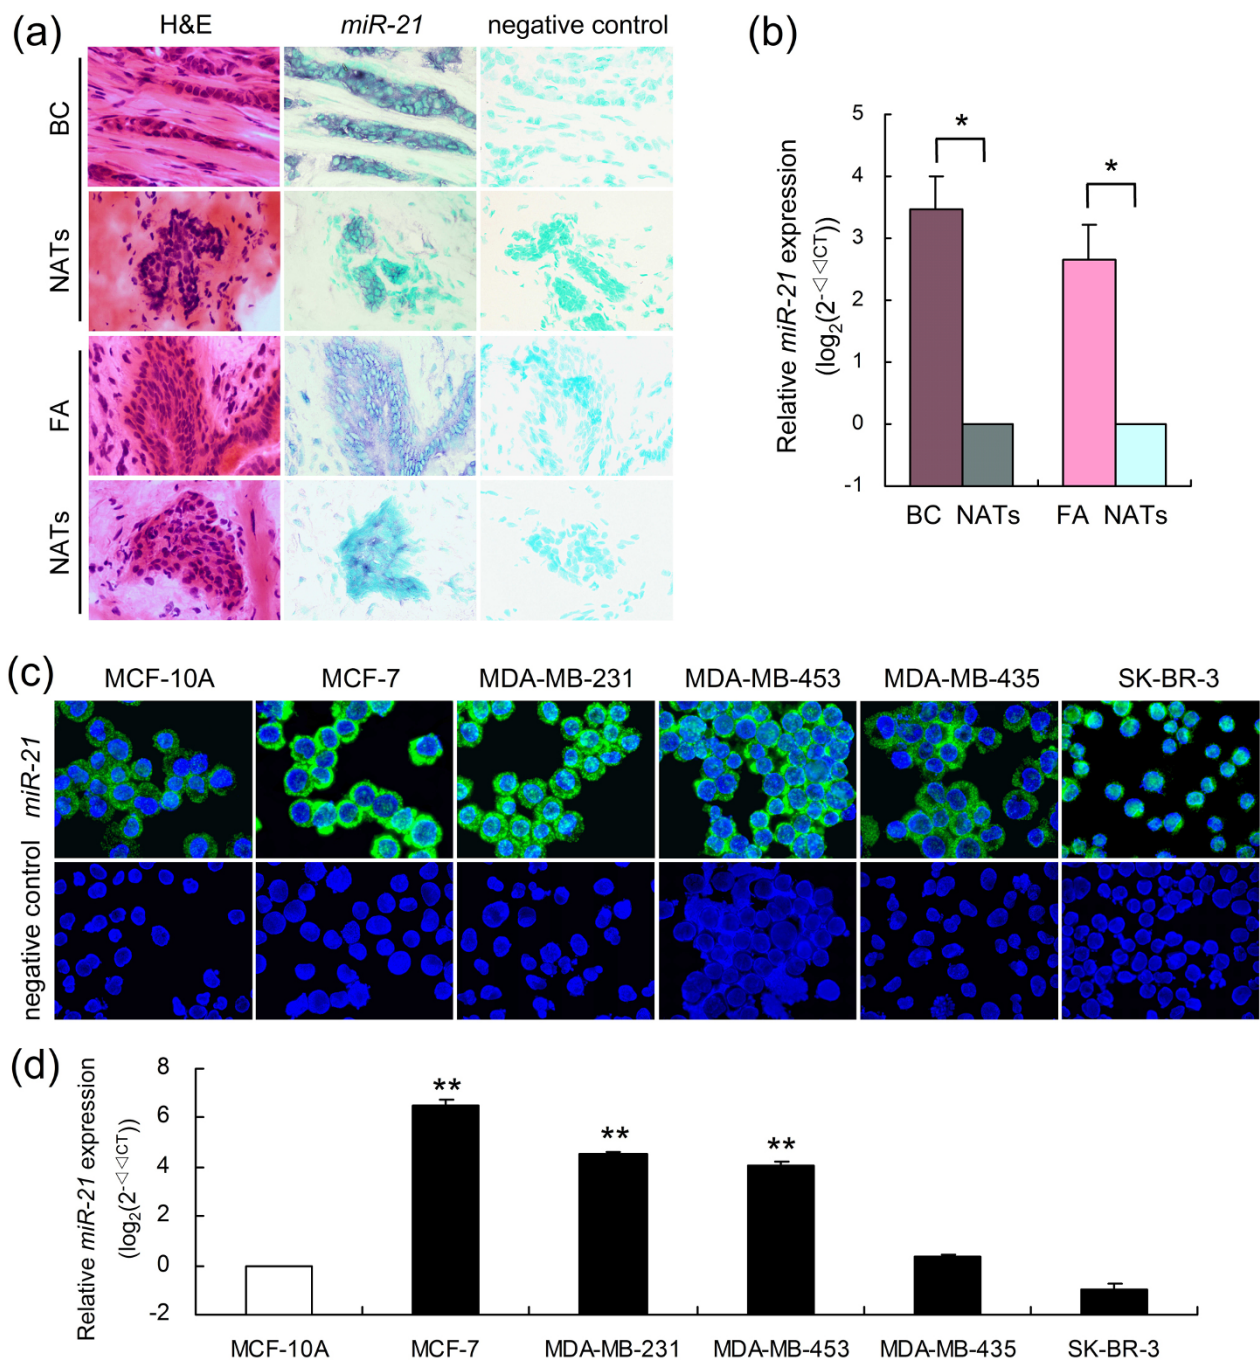 (a)
H&E miR-21 negative control
BC
NATs
FA
NATs
(b)
Relative miR-21 expression
(log₂(2^-◁◁CT))
5
4
3
2
1
0
-1
*
*
BC NATs FA NATs
(c)
MCF-10A MCF-7 MDA-MB-231 MDA-MB-453 MDA-MB-435 SK-BR-3
miR-21
negative control
(d)
Relative miR-21 expression
(log₂(2^-◁◁CT))
8
6
4
2
0
-2
**
**
**
MCF-10A MCF-7 MDA-MB-231 MDA-MB-453 MDA-MB-435 SK-BR-3